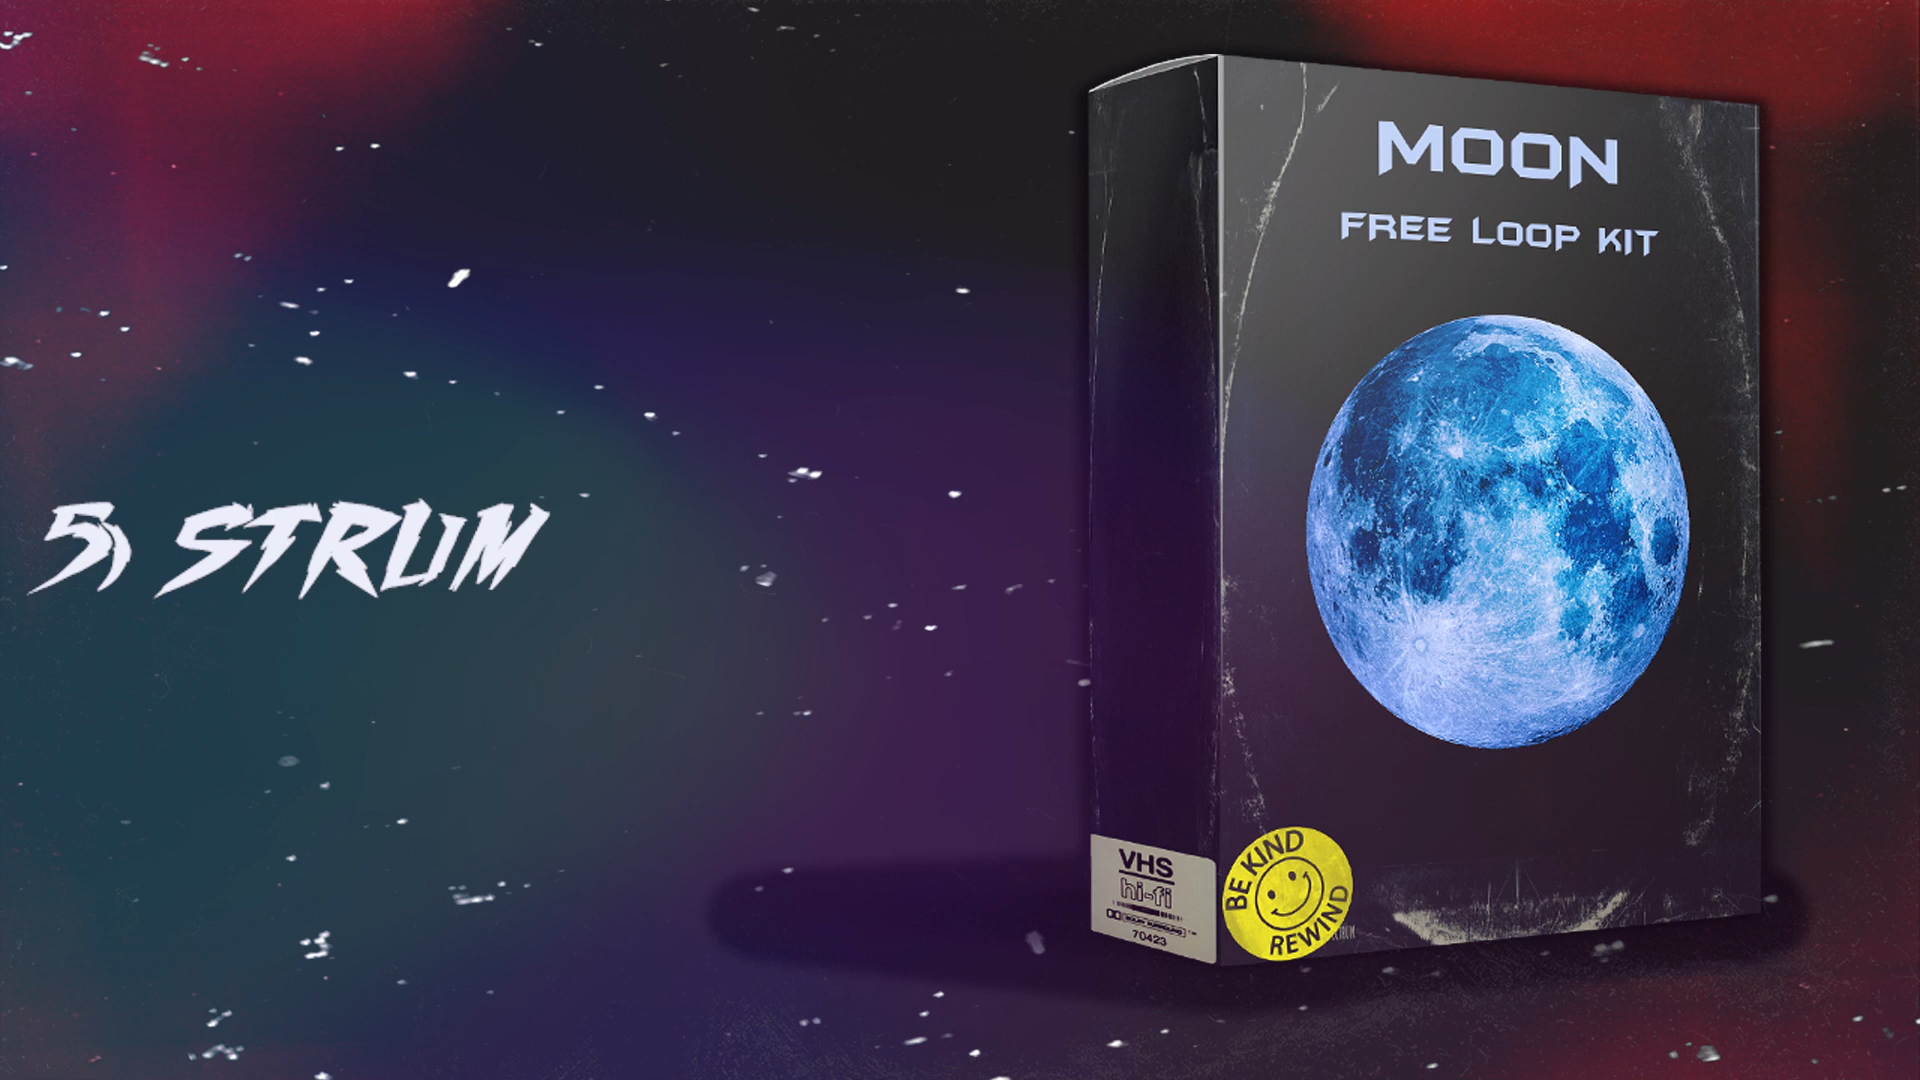 5) STRUM
MOON
FREE LOOP KIT
VHS
hi-fi
70423
BE KIND
REWIND